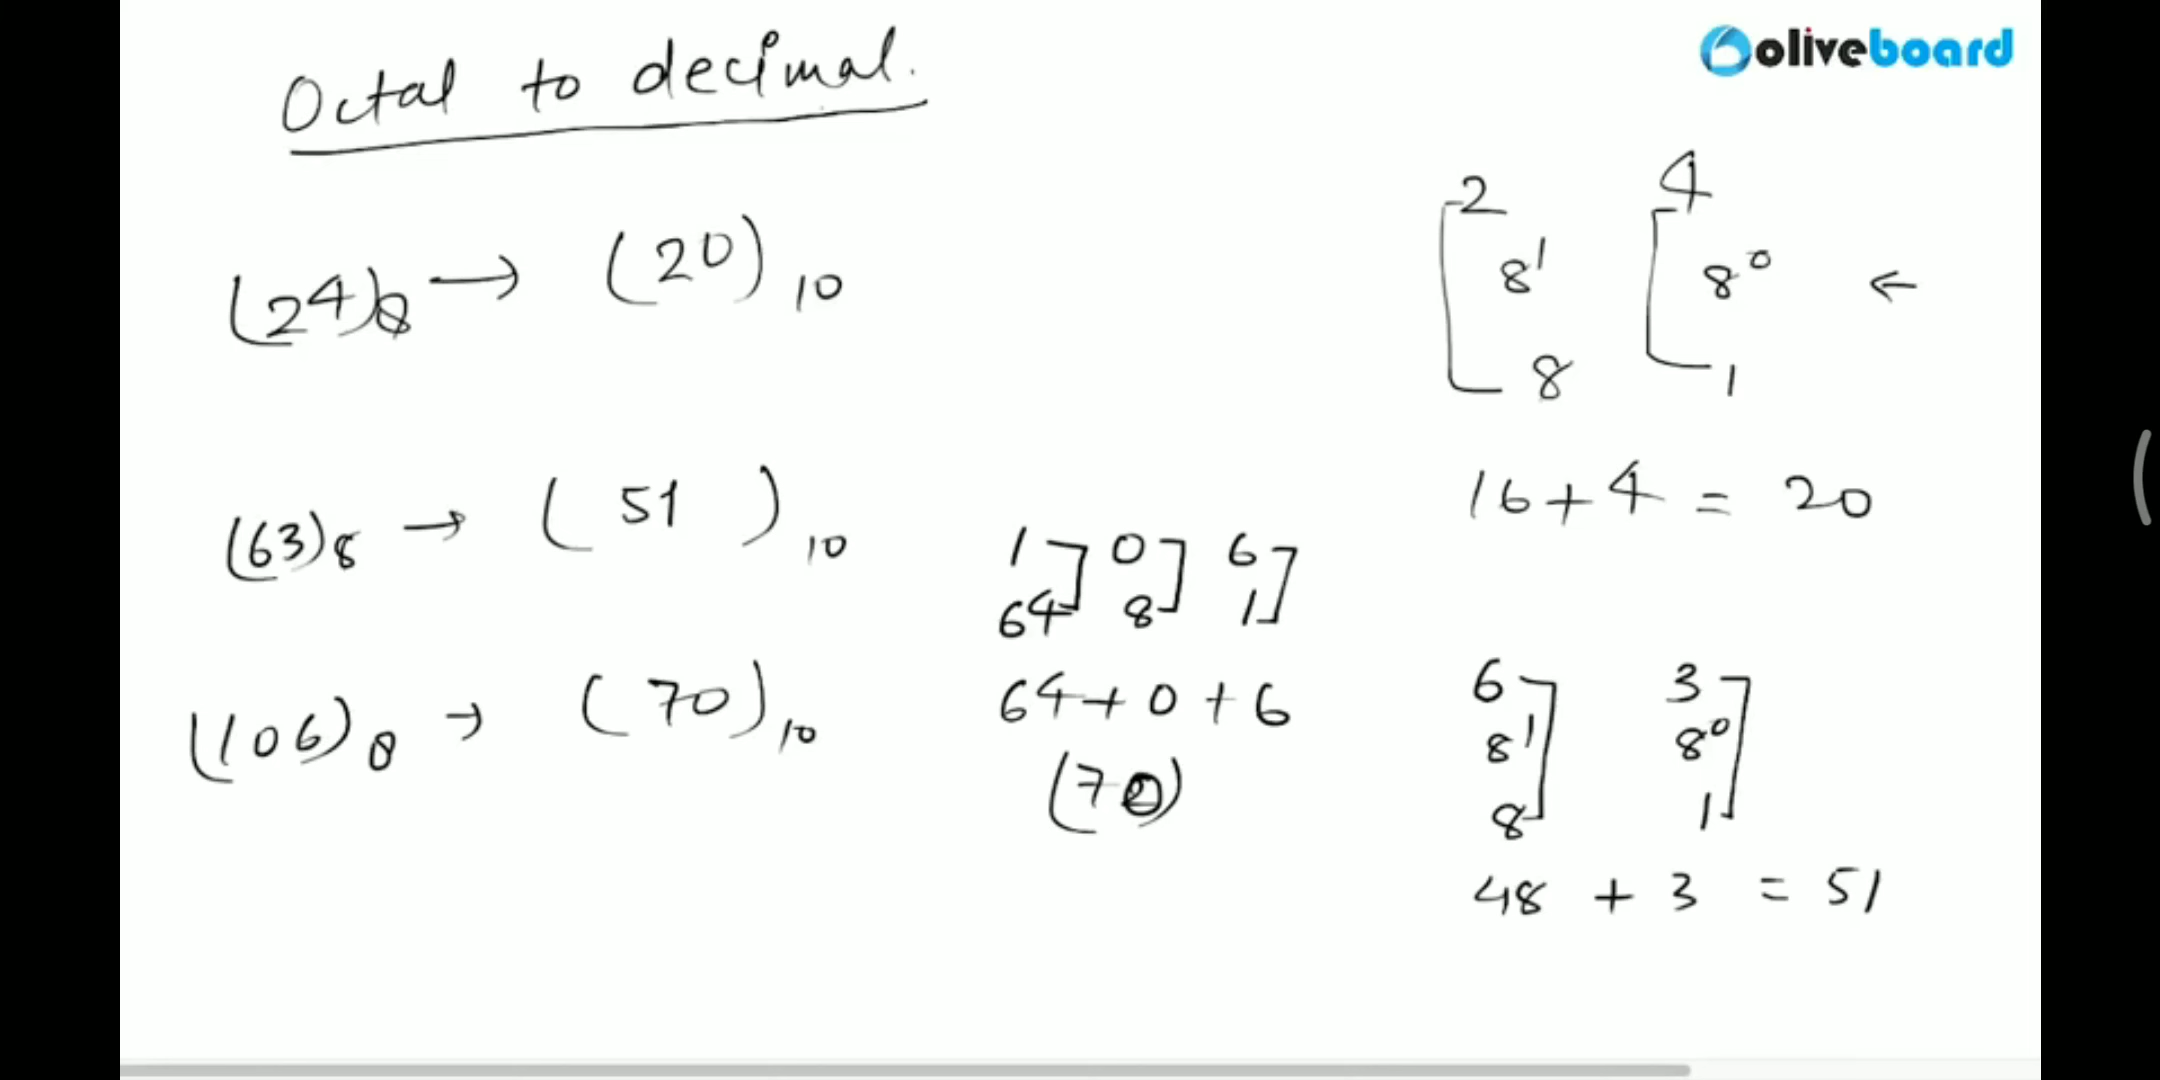 oliveboard
Octal to decimal.
(24)₈ → (20)₁₀
(63)₈ → (51)₁₀
(106)₈ → (70)₁₀
1] 0] 6]
64 8 1
64 + 0 + 6
(70)
2 4
8¹ 8⁰ ←
8 1
16 + 4 = 20
6 3
8¹ 8⁰
8 1
48 + 3 = 51